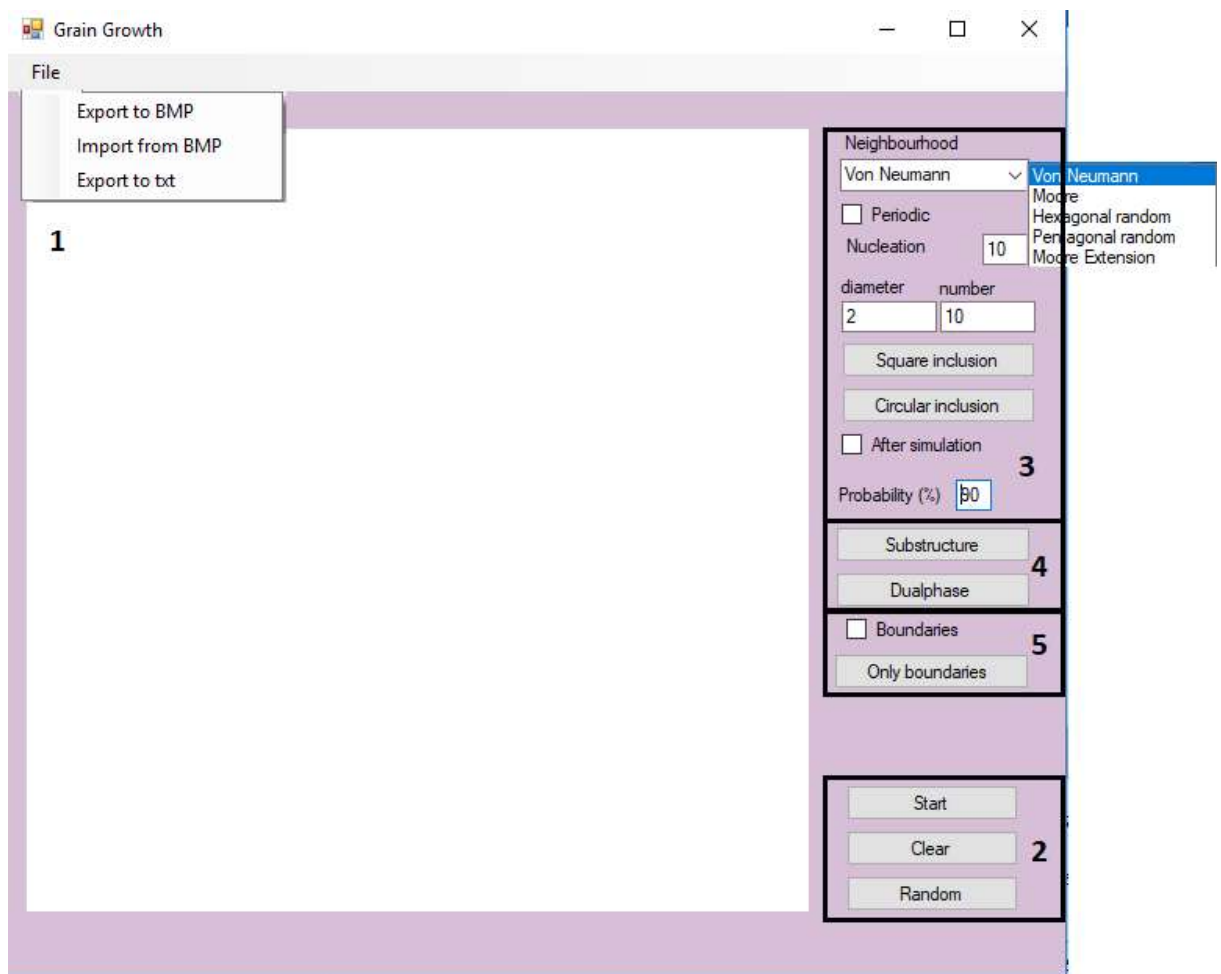 Grain Growth
File
Export to BMP
Import from BMP
Export to txt
1
Neighbourhood
Von Neumann
Von Neumann
Moore
Hexagonal random
Pentagonal random
Moore Extension
Periodic
Nucleation 10
diameter number
2 10
Square inclusion
Circular inclusion
After simulation
3
Probability (%) 90
Substructure
4
Dualphase
Boundaries
5
Only boundaries
Start
Clear 2
Random